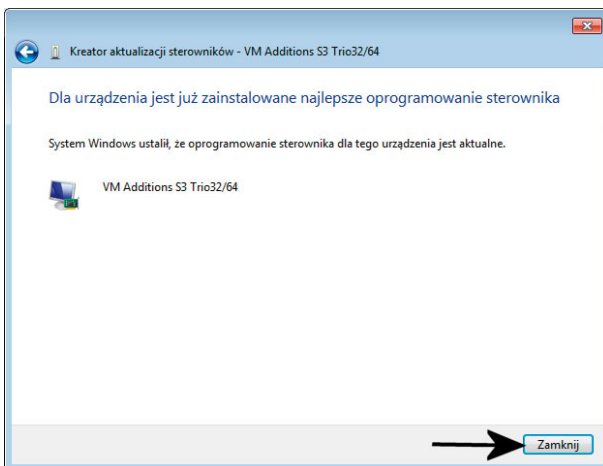 Kreator aktualizacji sterowników - VM Additions S3 Trio32/64
Dla urządzenia jest już zainstalowane najlepsze oprogramowanie sterownika
System Windows ustalił, że oprogramowanie sterownika dla tego urządzenia jest aktualne.
VM Additions S3 Trio32/64
Zamknij